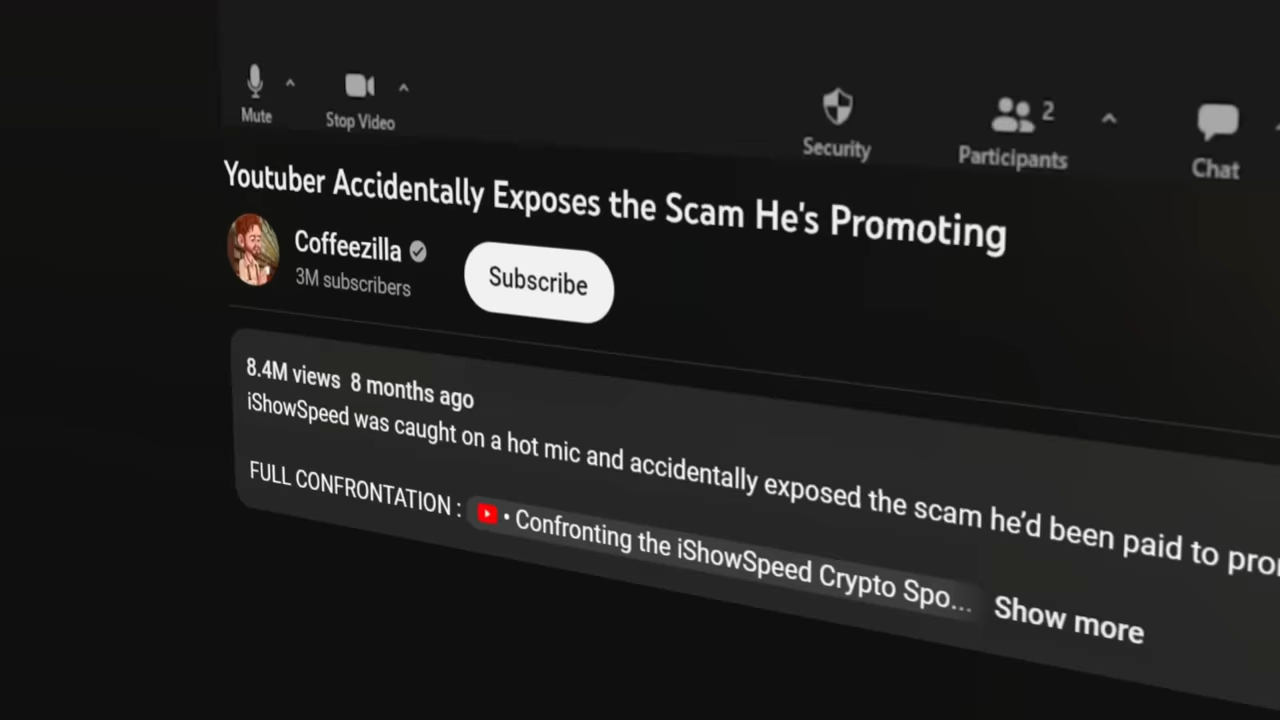 Mute
Stop Video
Security
Participants
2
Chat
Youtuber Accidentally Exposes the Scam He's Promoting
Coffeezilla
3M subscribers
Subscribe
8.4M views 8 months ago
iShowSpeed was caught on a hot mic and accidentally exposed the scam he'd been paid to pro
FULL CONFRONTATION : • Confronting the iShowSpeed Crypto Spo... Show more